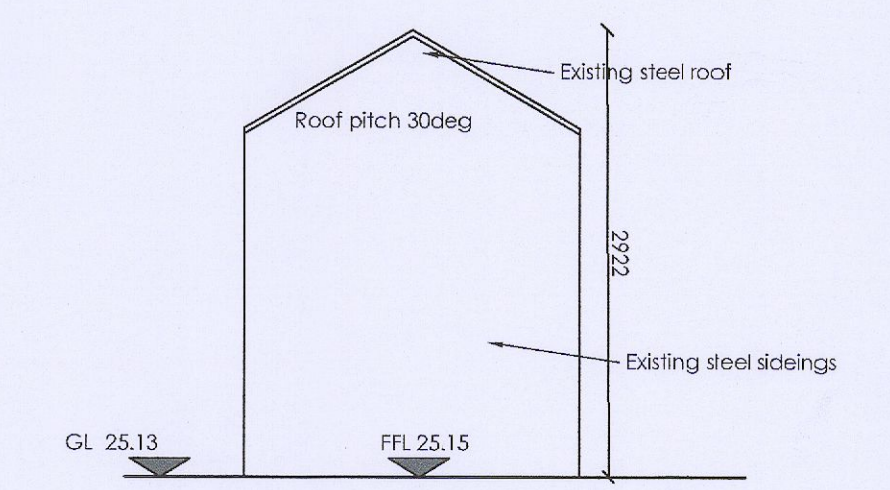 Existing steel roof
Roof pitch 30deg
2922
Existing steel sideings
GL 25.13
FFL 25.15